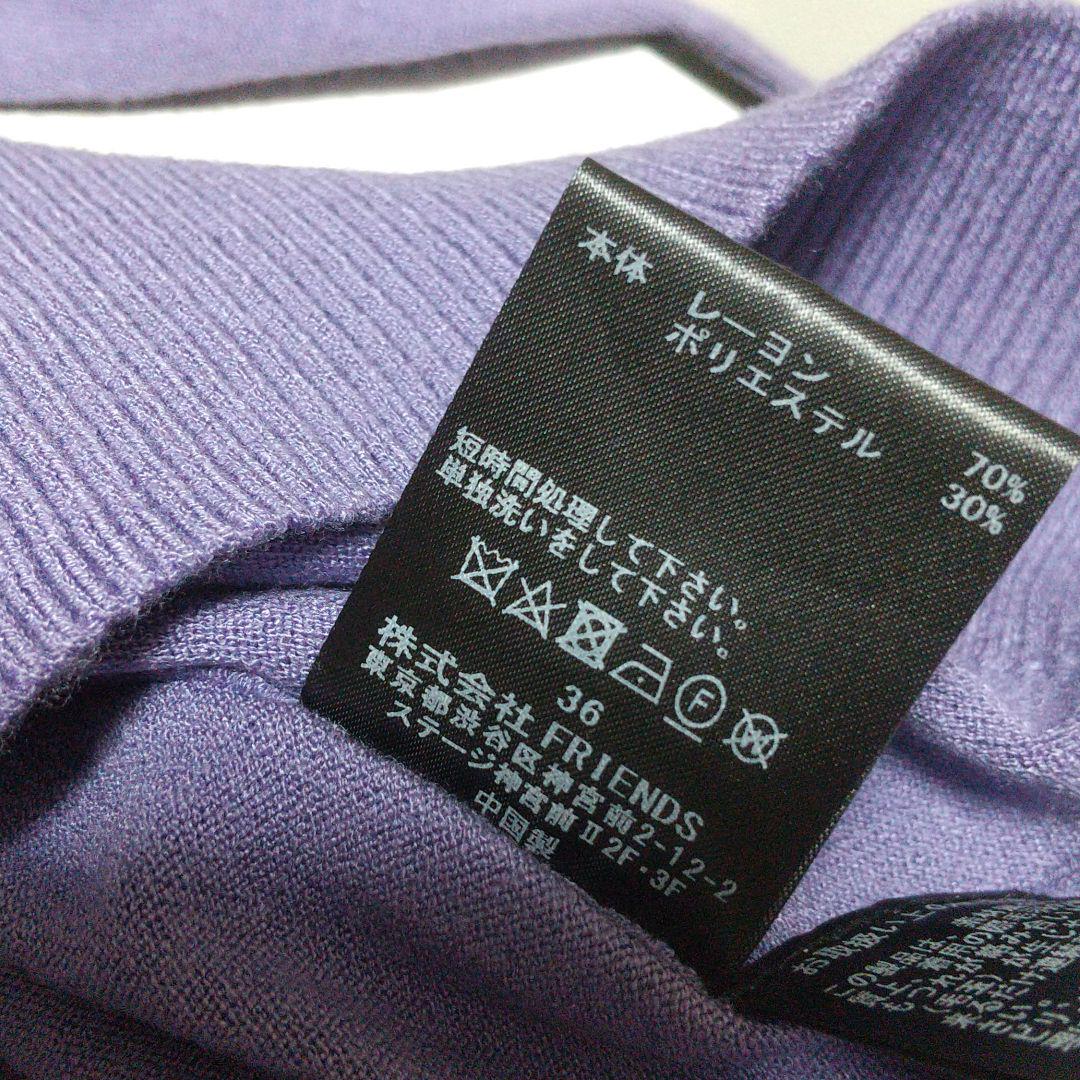 本体 レーヨン 70%
ポリエステル 30%
短時間処理して下さい。
単独洗いをして下さい。
F W
36
株式会社 FRIENDS
東京都渋谷区神宮前2-12-2
ステージ神宮前Ⅱ 2F・3F
中国製